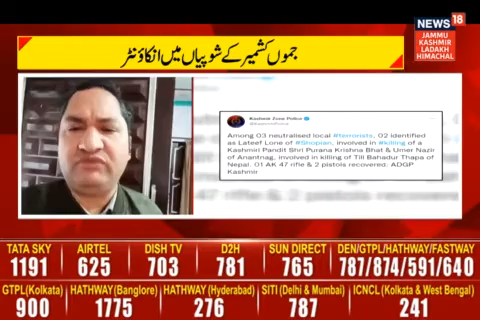 NEWS 18
JAMMU
KASHMIR
LADAKH
HIMACHAL
جموں کشمیر کے شوپیاں میں انکاؤنٹر
Kashmir Zone Police
Among 03 neutralised local #terrorists, 02 identified
as Lateef Lone of #Shopian, involved in #killing of a
Kashmiri Pandit Shri Purana Krishna Bhat & Umer Nazir
of Anantnag, involved in killing of Till Bahadur Thapa of
Nepal. 01 AK 47 rifle & 2 pistols recovered. ADGP
Kashmir
TATA SKY AIRTEL DISH TV D2H SUN DIRECT DEN/GTPL/HATHWAY/FASTWAY
1191 625 703 781 765 787/874/591/640
GTPL(Kolkata) HATHWAY(Banglore) HATHWAY(Hyderabad) SITI(Delhi & Mumbai) ICNCL(Kolkata & West Bengal)
900 1775 276 787 241